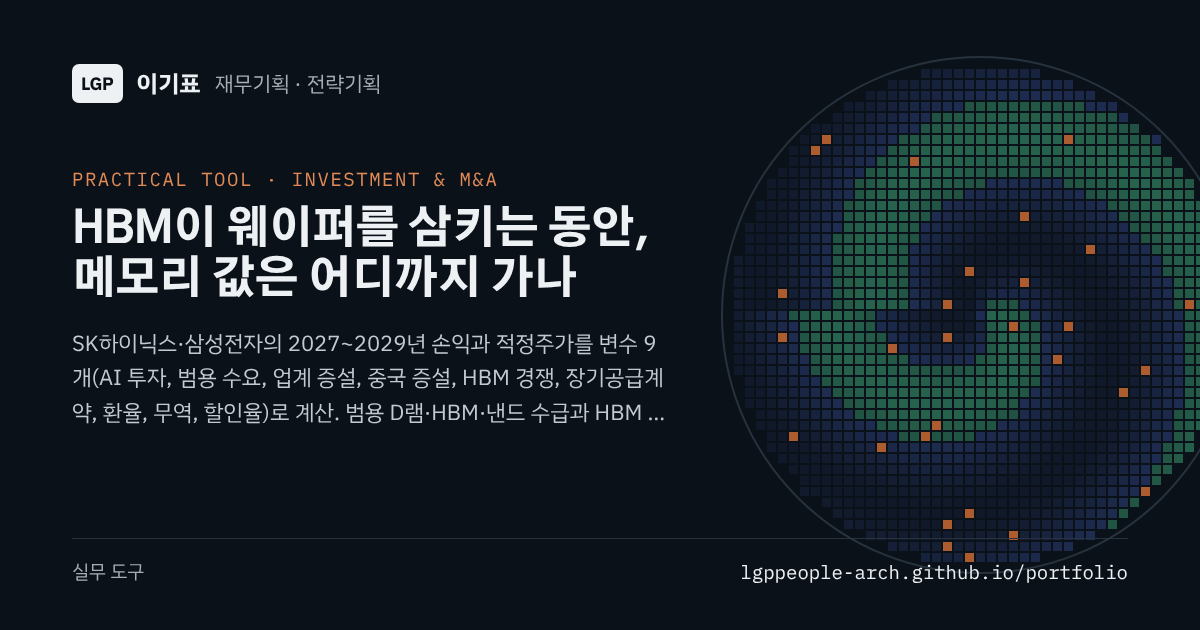 LGP 이기표 재무기획 · 전략기획
PRACTICAL TOOL · INVESTMENT & M&A
HBM이 웨이퍼를 삼키는 동안,
메모리 값은 어디까지 가나
SK하이닉스·삼성전자의 2027~2029년 손익과 적정주가를 변수 9
개(AI 투자, 범용 수요, 업계 증설, 중국 증설, HBM 경쟁, 장기공급계
약, 환율, 무역, 할인율)로 계산. 범용 D램·HBM·낸드 수급과 HBM ...
실무 도구
lgppeople-arch.github.io/portfolio